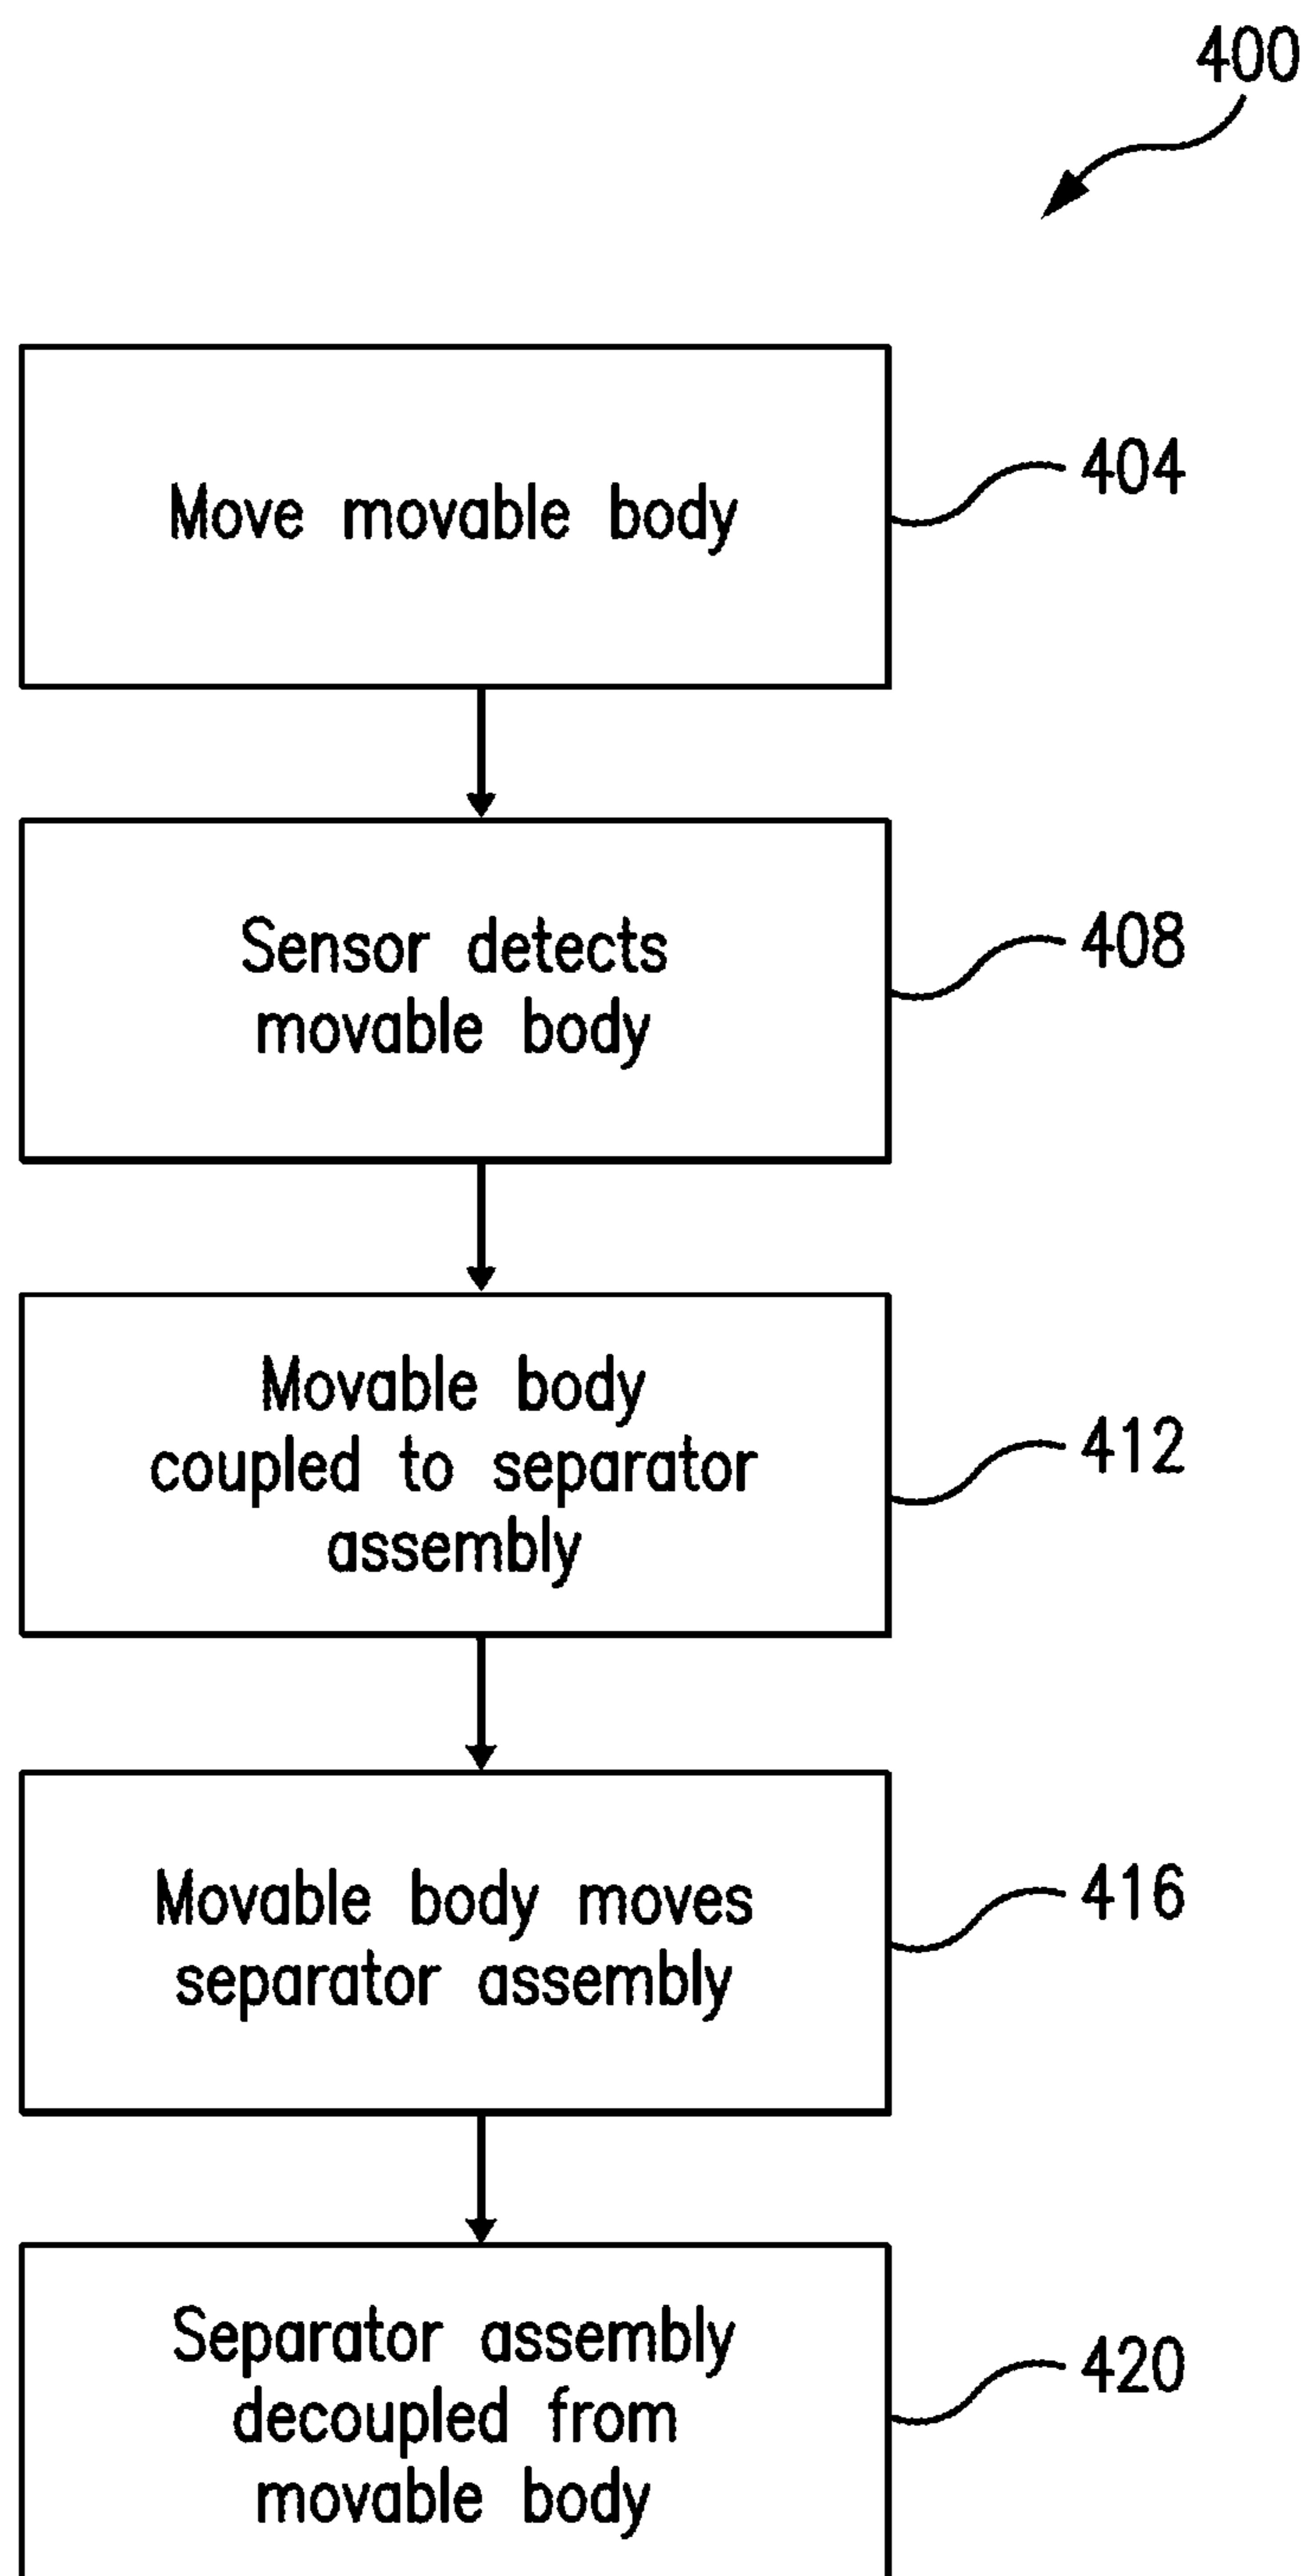 400
Move movable body
404
Sensor detects
movable body
408
Movable body
coupled to separator
assembly
412
Movable body moves
separator assembly
416
Separator assembly
decoupled from
movable body
420